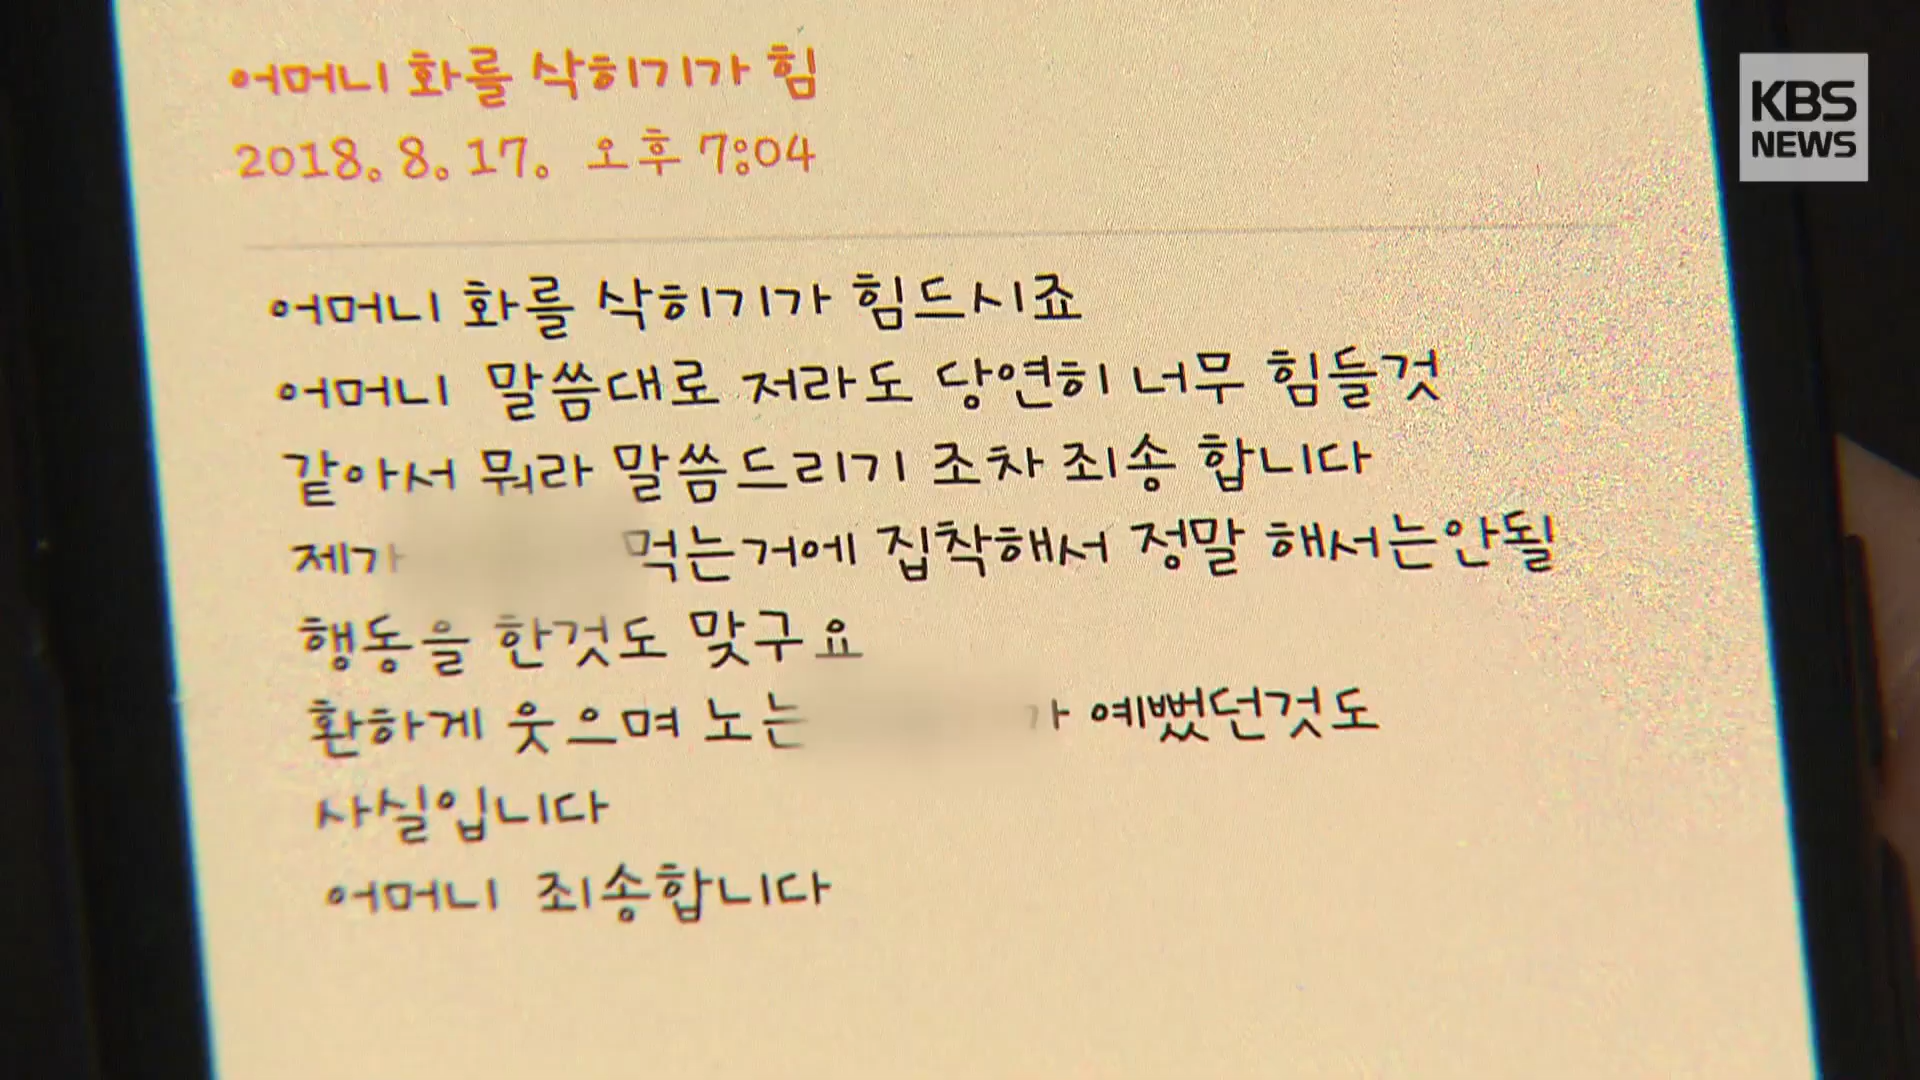 어머니 화를 삭히기가 힘
2018. 8. 17. 오후 7:04
KBS
NEWS
어머니 화를 삭히기가 힘드시죠
어머니 말씀대로 저라도 당연히 너무 힘들것
같아서 뭐라 말씀드리기 조차 죄송 합니다
제가 먹는거에 집착해서 정말 해서는안될
행동을 한것도 맞구요
환하게 웃으며 노는 가 예뻤던것도
사실입니다
어머니 죄송합니다